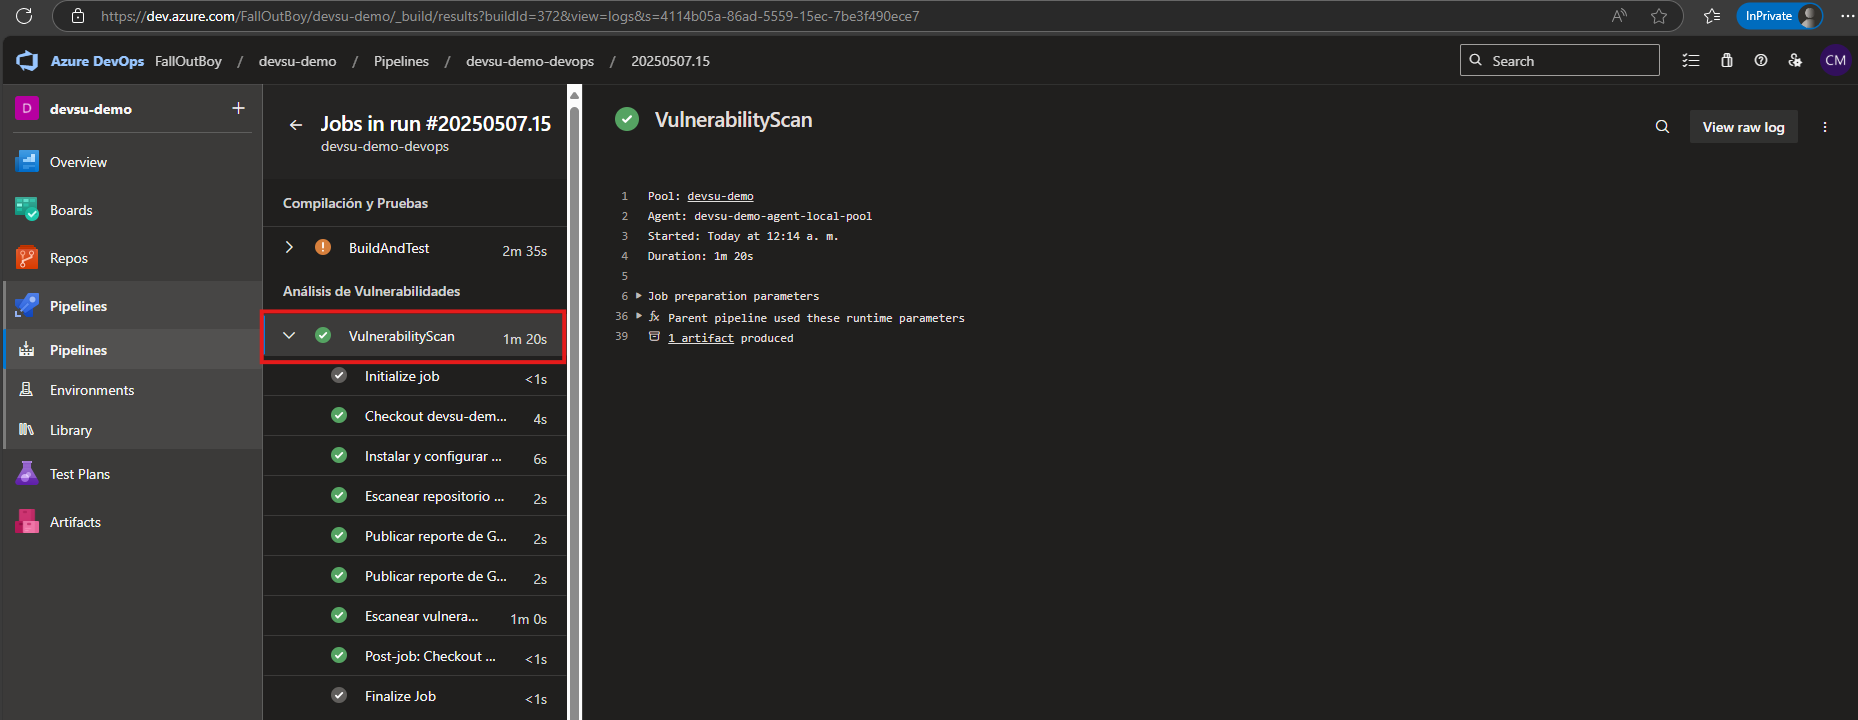 https://dev.azure.com/FallOutBoy/devsu-demo/_build/results?buildId=372&view=logs&s=4114b05a-86ad-5559-15ec-7be3f490ece7
InPrivate
Azure DevOps FallOutBoy / devsu-demo / Pipelines / devsu-demo-devops / 20250507.15
Search
CM
D devsu-demo
Overview
Boards
Repos
Pipelines
Pipelines
Environments
Library
Test Plans
Artifacts
Jobs in run #20250507.15
devsu-demo-devops
Compilación y Pruebas
BuildAndTest 2m 35s
Análisis de Vulnerabilidades
VulnerabilityScan 1m 20s
Initialize job <1s
Checkout devsu-dem... 4s
Instalar y configurar ... 6s
Escanear repositorio ... 2s
Publicar reporte de G... 2s
Publicar reporte de G... 2s
Escanear vulnera... 1m 0s
Post-job: Checkout ... <1s
Finalize Job <1s
VulnerabilityScan
View raw log
1 Pool: devsu-demo
2 Agent: devsu-demo-agent-local-pool
3 Started: Today at 12:14 a. m.
4 Duration: 1m 20s
5
6 Job preparation parameters
36 fx Parent pipeline used these runtime parameters
39 1 artifact produced